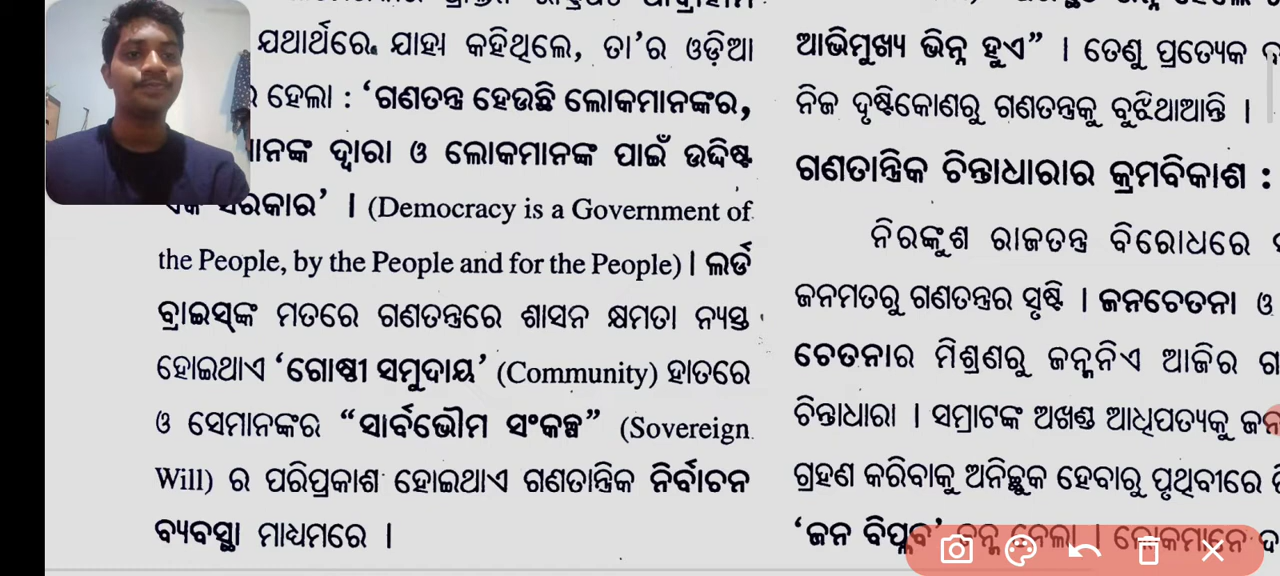 ଯଥାର୍ଥରେ ଯାହା କହିଥିଲେ, ତା’ର ଓଡ଼ିଆ
ହେଲା : ‘ଗଣତନ୍ତ୍ର ହେଉଛି ଲୋକମାନଙ୍କର,
ଦ୍ୱାରା ଓ ଲୋକମାନଙ୍କ ପାଇଁ ଉଦ୍ଦିଷ୍ଟ
ଏକ ସରକାର’ । (Democracy is a Government of
the People, by the People and for the People) । ଲର୍ଡ
ବ୍ରାଇସ୍‌ଙ୍କ ମତରେ ଗଣତନ୍ତ୍ରରେ ଶାସନ କ୍ଷମତା ନ୍ୟସ୍ତ
ହୋଇଥାଏ ‘ଗୋଷ୍ଠୀ ସମୁଦାୟ’ (Community) ହାତରେ
ଓ ସେମାନଙ୍କର “ସାର୍ବଭୌମ ସଂକଳ୍ପ” (Sovereign
Will) ର ପରିପ୍ରକାଶ ହୋଇଥାଏ ଗଣତାନ୍ତ୍ରିକ ନିର୍ବାଚନ
ବ୍ୟବସ୍ଥା ମାଧ୍ୟମରେ ।
ଆଭିମୁଖ୍ୟ ଭିନ୍ନ ହୁଏ” । ତେଣୁ ପ୍ରତ୍ୟେକ
ନିଜ ଦୃଷ୍ଟିକୋଣରୁ ଗଣତନ୍ତ୍ରକୁ ବୁଝିଥାଆନ୍ତି ।
ଗଣତାନ୍ତ୍ରିକ ଚିନ୍ତାଧାରାର କ୍ରମବିକାଶ :
ନିରଙ୍କୁଶ ରାଜତନ୍ତ୍ର ବିରୋଧରେ
ଜନମତରୁ ଗଣତନ୍ତ୍ରର ସୃଷ୍ଟି । ଜନଚେତନା ଓ
ଚେତନାର ମିଶ୍ରଣରୁ ଜନ୍ମନିଏ ଆଜିର
ଚିନ୍ତାଧାରା । ସମ୍ରାଟଙ୍କ ଅଖଣ୍ଡ ଆଧିପତ୍ୟକୁ
ଗ୍ରହଣ କରିବାକୁ ଅନିଚ୍ଛୁକ ହେବାରୁ ପୃଥିବୀରେ
‘ଜନ ବିପ୍ଳବ’ ଜନ୍ମ ନେଲା । ଲୋକମାନେ